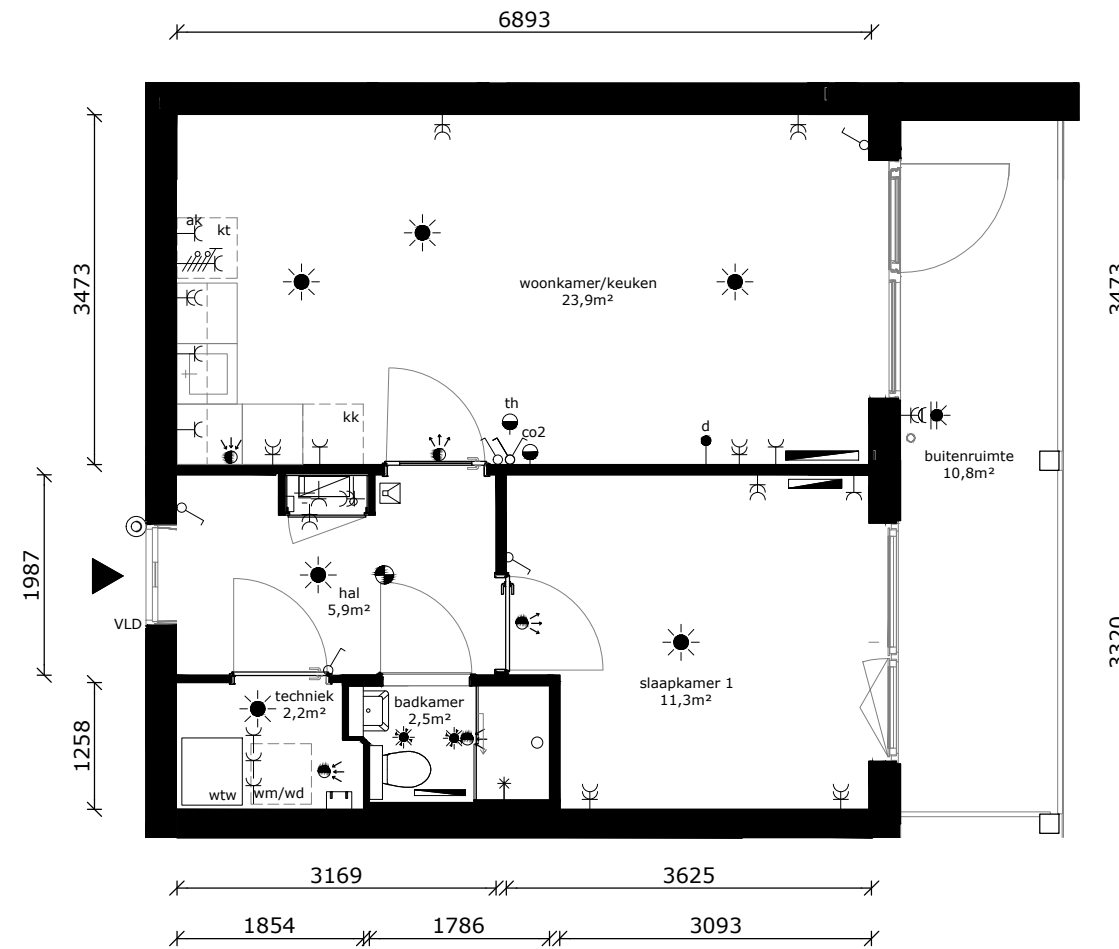 6893
ak
kt
3473
woonkamer/keuken
23,9m²
3473
th
kk
co2
d
buitenruimte
10,8m²
1987
hal
5,9m²
VLD
3320
slaapkamer 1
11,3m²
techniek
2,2m²
badkamer
2,5m²
1258
wtw
wm/wd
3169
3625
1854
1786
3093